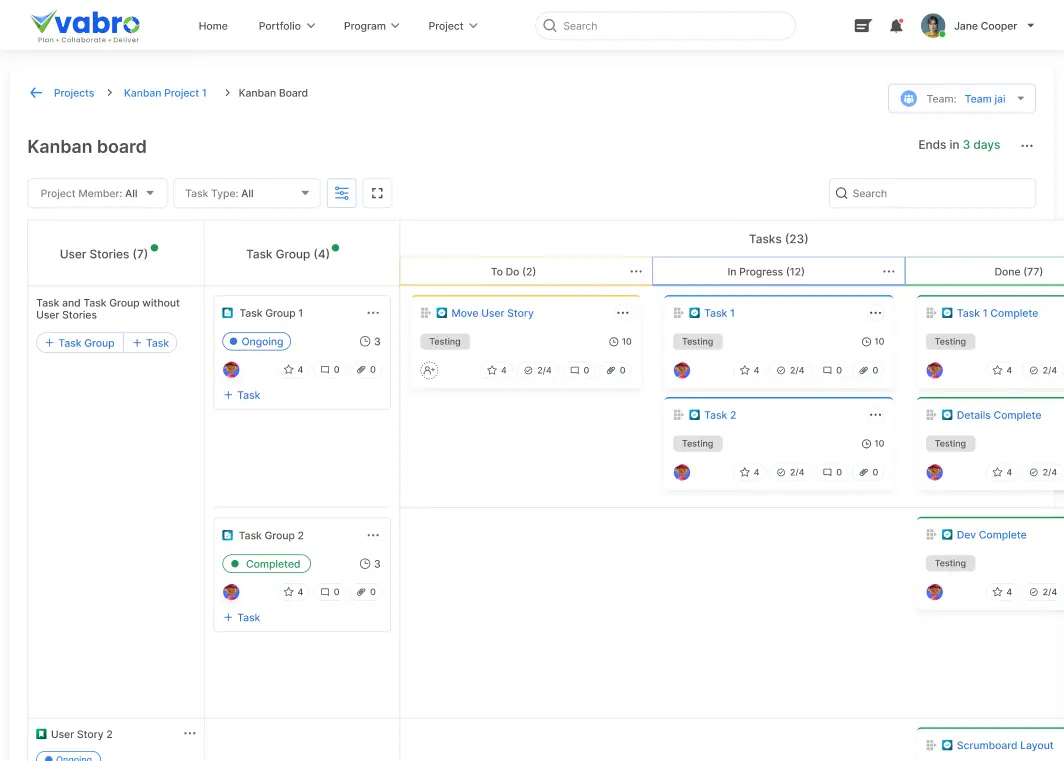 vabro
Plan • Collaborate • Deliver
Home
Portfolio
Program
Project
Search
Jane Cooper
Projects
Kanban Project 1
Kanban Board
Team: Team jai
Kanban board
Ends in 3 days
Project Member: All
Task Type: All
Search
User Stories (7)
Task Group (4)
Tasks (23)
To Do (2)
In Progress (12)
Done (77)
Task and Task Group without
User Stories
+ Task Group
+ Task
Task Group 1
Ongoing
3
4
0
0
+ Task
Move User Story
Testing
10
4
2/4
0
0
Task 1
Testing
10
4
2/4
0
0
Task 1 Complete
Testing
4
2/4
Task 2
Testing
10
4
2/4
0
0
Details Complete
Testing
4
2/4
Task Group 2
Completed
3
4
0
0
+ Task
Dev Complete
Testing
4
2/4
User Story 2
Ongoing
Scrumboard Layout